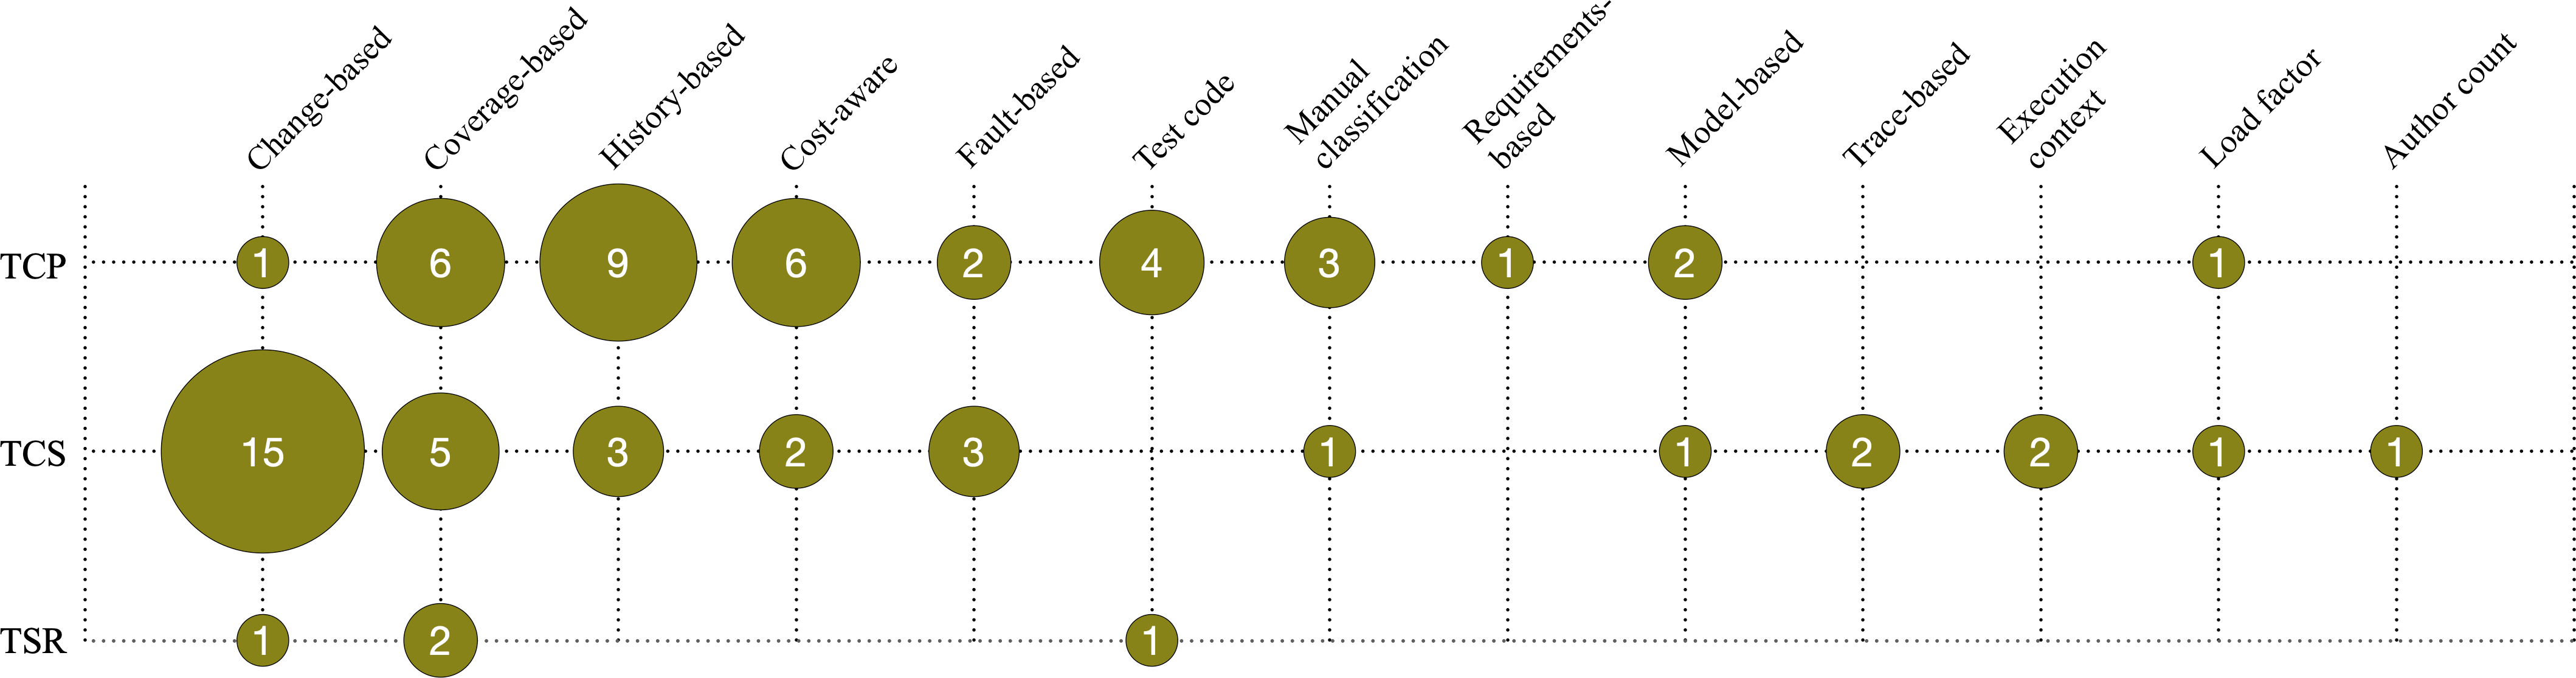 Change-based
Coverage-based
History-based
Cost-aware
Fault-based
Test code
Manual
classification
Requirements-
based
Model-based
Trace-based
Execution
context
Load factor
Author count
TCP
1
6
9
6
2
4
3
1
2
1
TCS
15
5
3
2
3
1
1
2
2
1
1
TSR
1
2
1